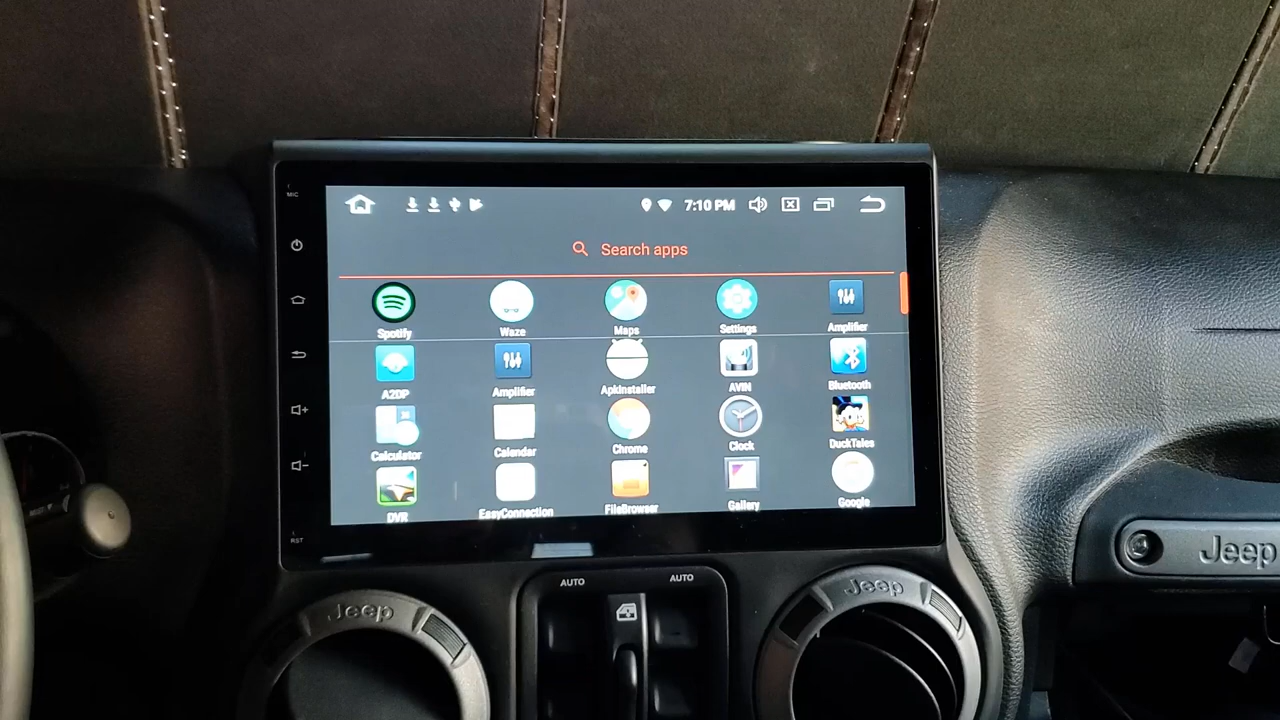 MIC
7:10 PM
Search apps
Spotify
Waze
Maps
Settings
Amplifier
A2DP
Amplifier
ApkInstaller
AVIN
Bluetooth
Calculator
Calendar
Chrome
Clock
DuckTales
DVR
EasyConnection
FileBrowser
Gallery
Google
RST
AUTO
AUTO
Jeep
Jeep
Jeep